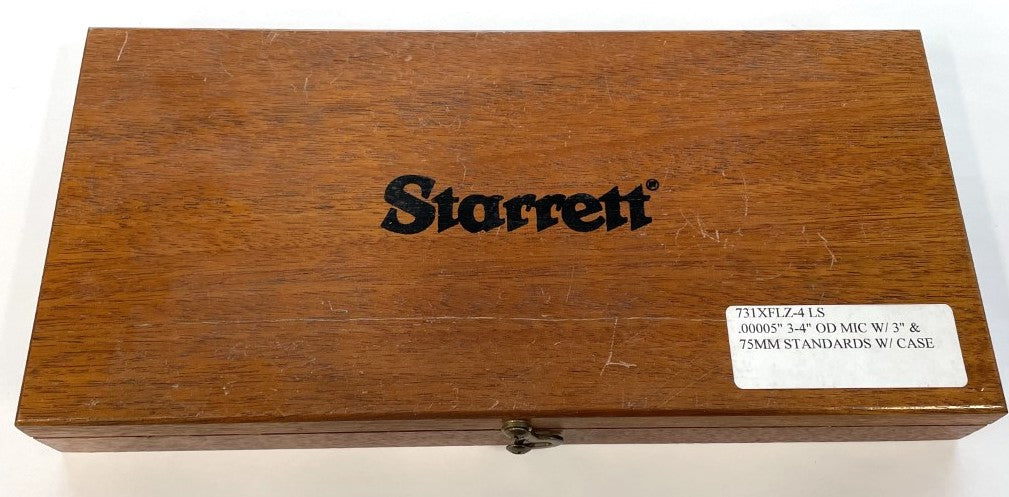 Starrett®
731XFLZ-4 LS
.00005" 3-4" OD MIC W/ 3" &
75MM STANDARDS W/ CASE